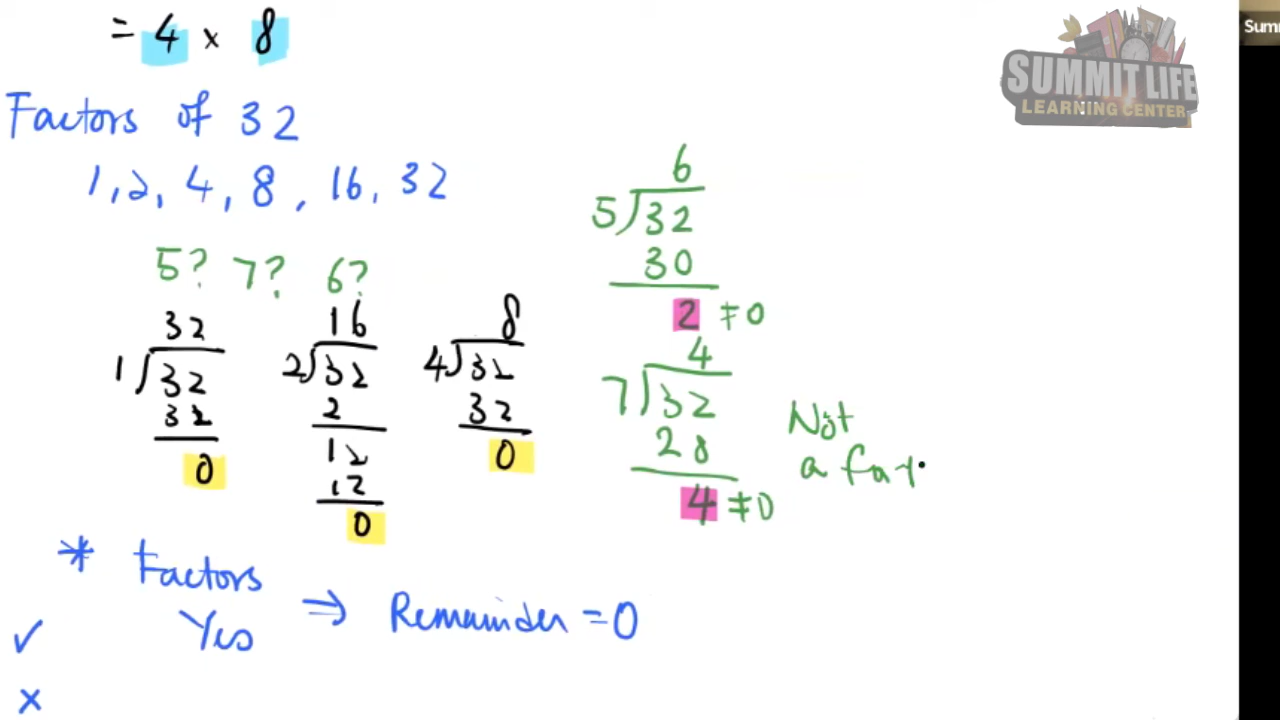 = 4 × 8
Factors of 32
1, 2, 4, 8, 16, 32
5? 7? 6?
32
1)32
32
0
16
2)32
2
12
12
0
8
4)32
32
0
6
5)32
30
2 ≠ 0
4
7)32
28
4 ≠ 0
Not
a fa
* Factors
✓ Yes ⇒ Remainder = 0
×
SUMMIT LIFE
LEARNING CENTER
Sum